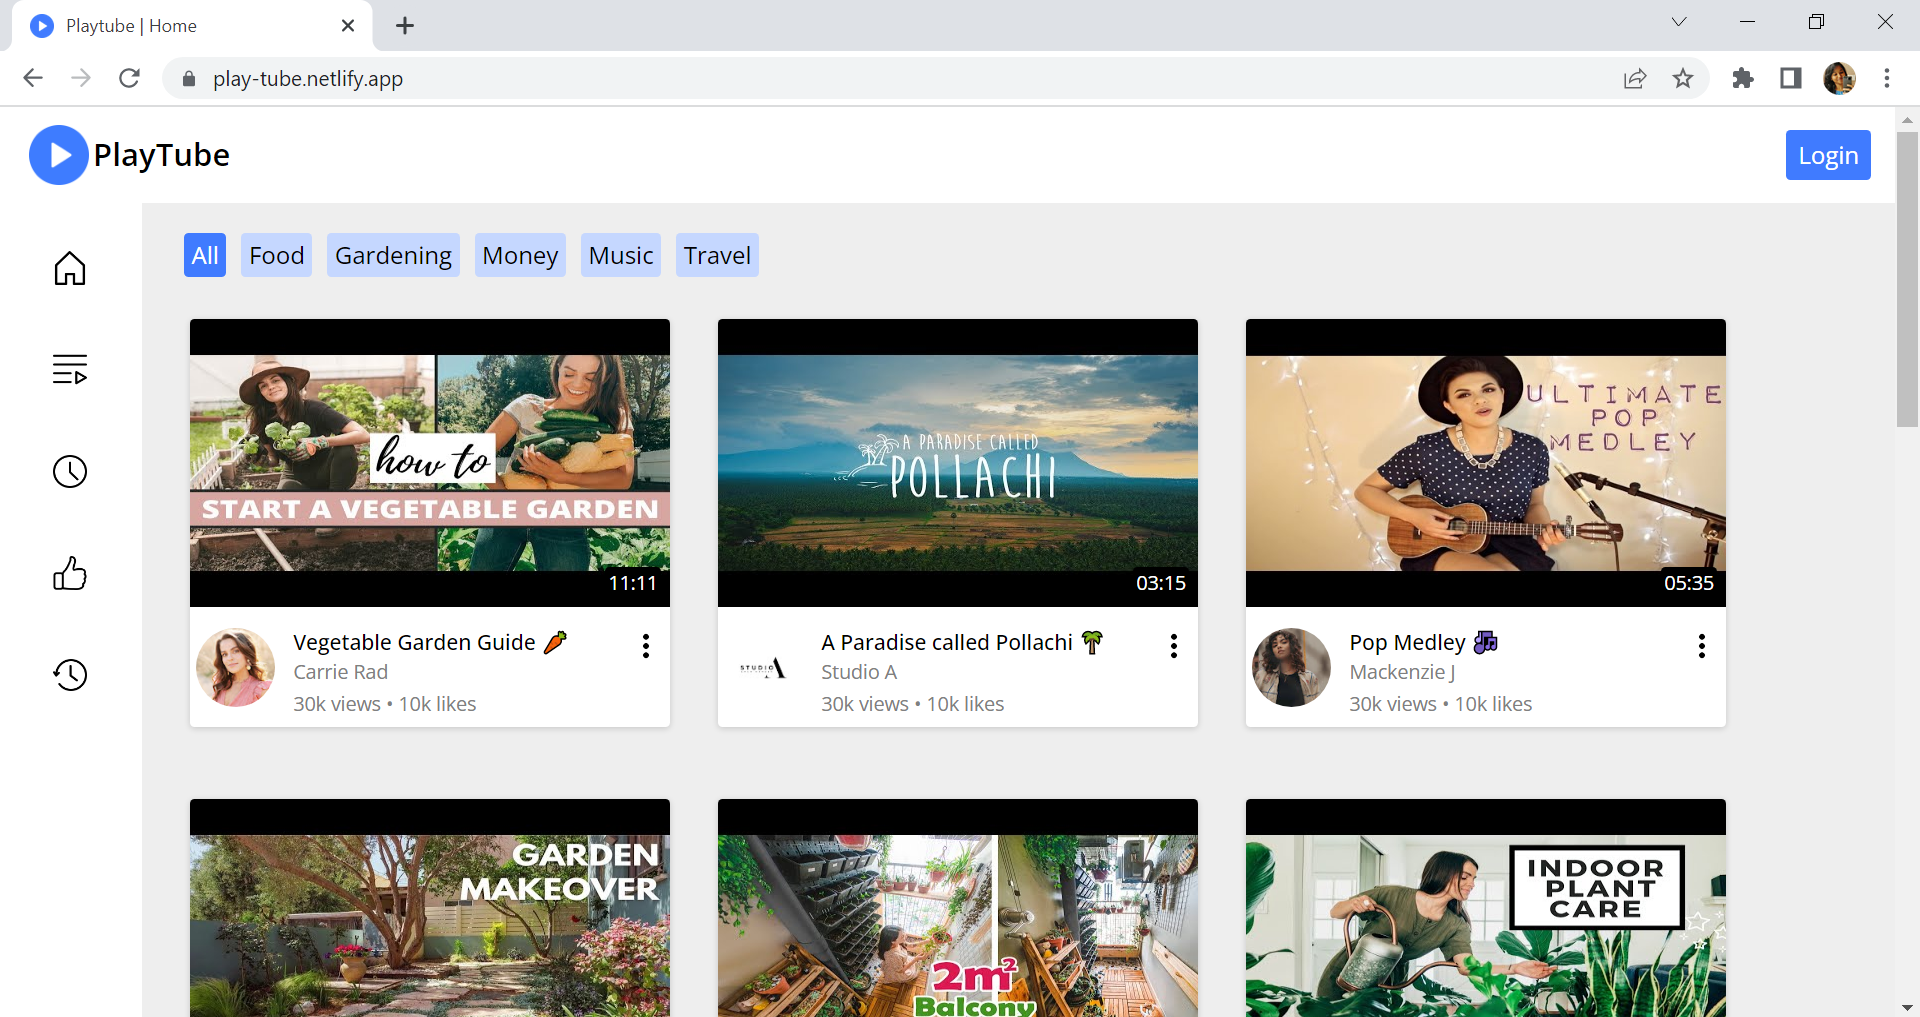 Playtube | Home
play-tube.netlify.app
PlayTube
Login
All Food Gardening Money Music Travel
how to
START A VEGETABLE GARDEN
11:11
Vegetable Garden Guide 🥕
Carrie Rad
30k views • 10k likes
A PARADISE CALLED
POLLACHI
03:15
STUDIO A
A Paradise called Pollachi 🌴
Studio A
30k views • 10k likes
ULTIMATE
POP
MEDLEY
05:35
Pop Medley 🎶
Mackenzie J
30k views • 10k likes
GARDEN
MAKEOVER
2m²
Balcony
INDOOR
PLANT
CARE